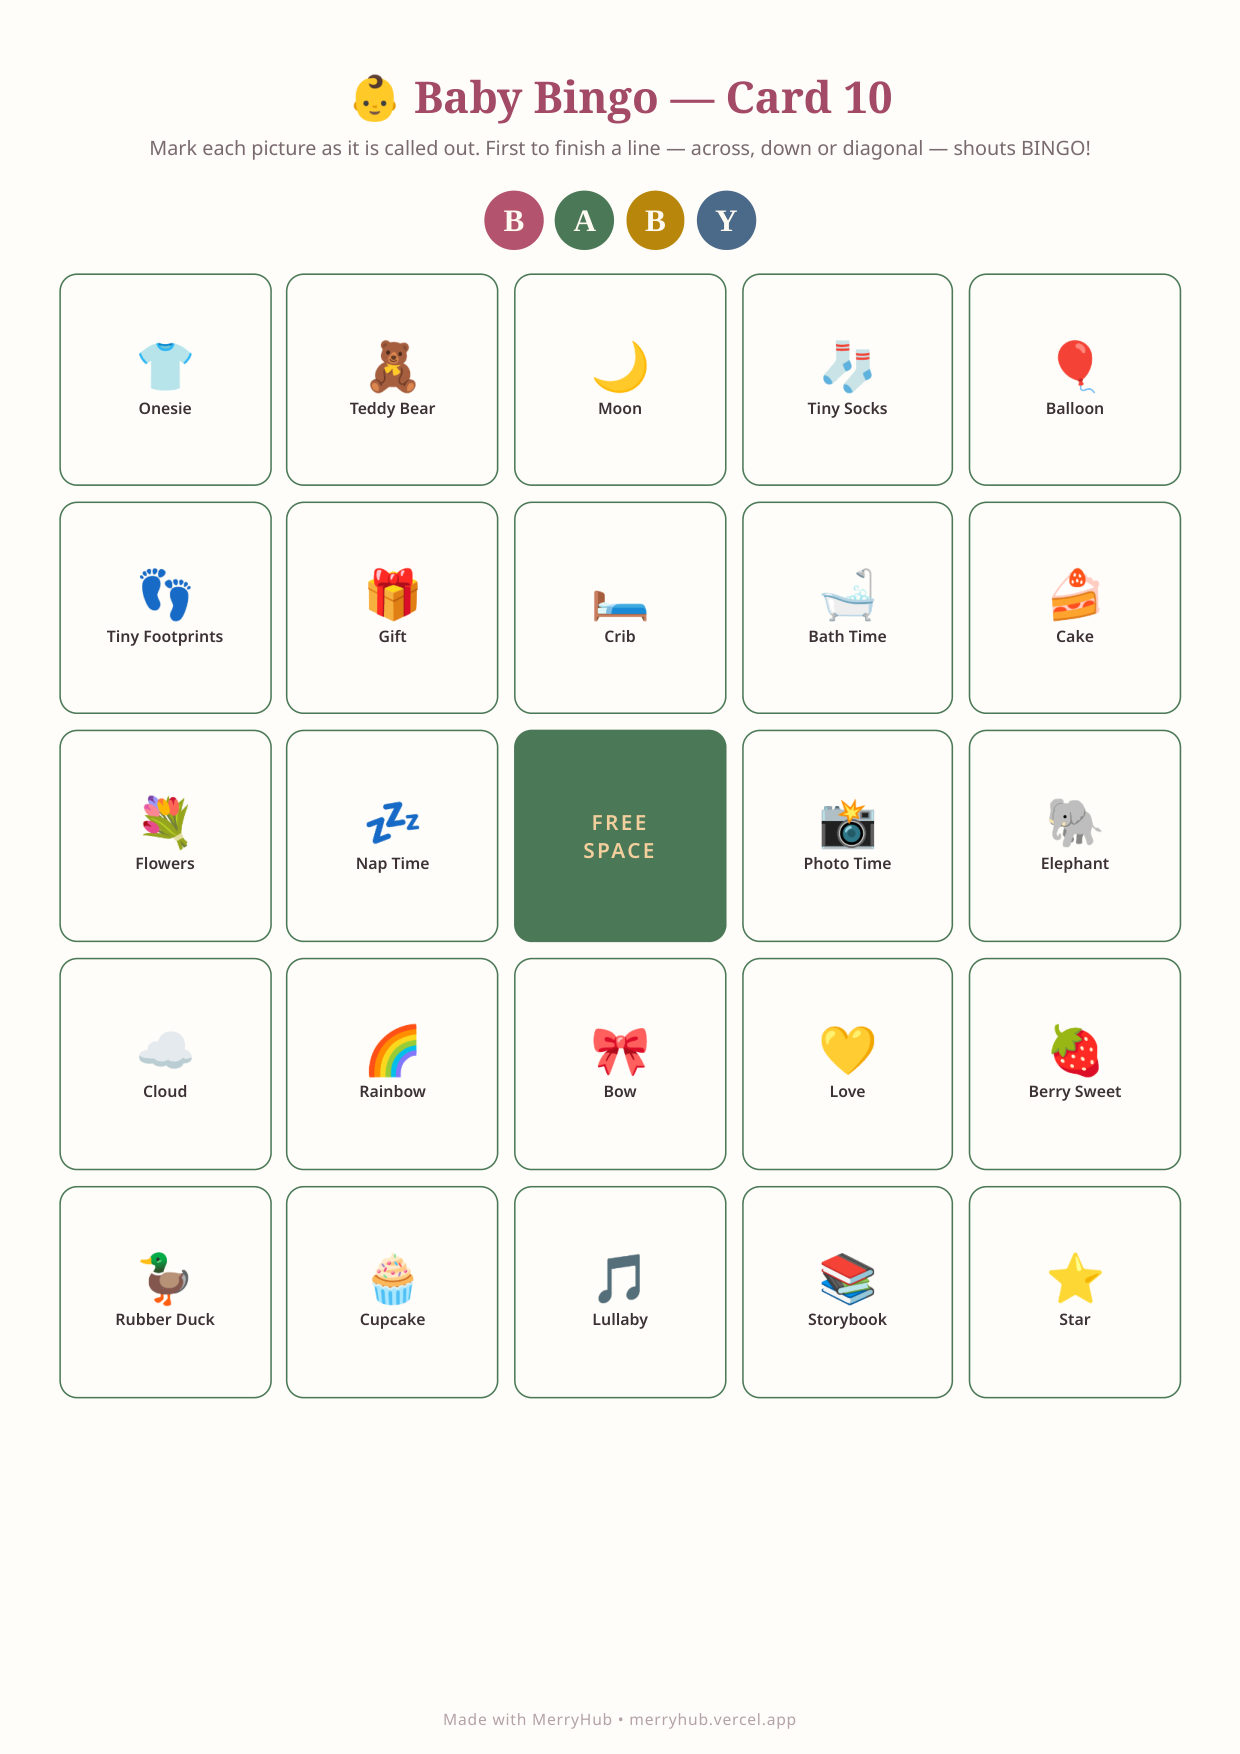 Baby Bingo — Card 10
Mark each picture as it is called out. First to finish a line — across, down or diagonal — shouts BINGO!
B A B Y
Onesie
Teddy Bear
Moon
Tiny Socks
Balloon
Tiny Footprints
Gift
Crib
Bath Time
Cake
Flowers
Nap Time
FREE
SPACE
Photo Time
Elephant
Cloud
Rainbow
Bow
Love
Berry Sweet
Rubber Duck
Cupcake
Lullaby
Storybook
Star
Made with MerryHub • merryhub.vercel.app